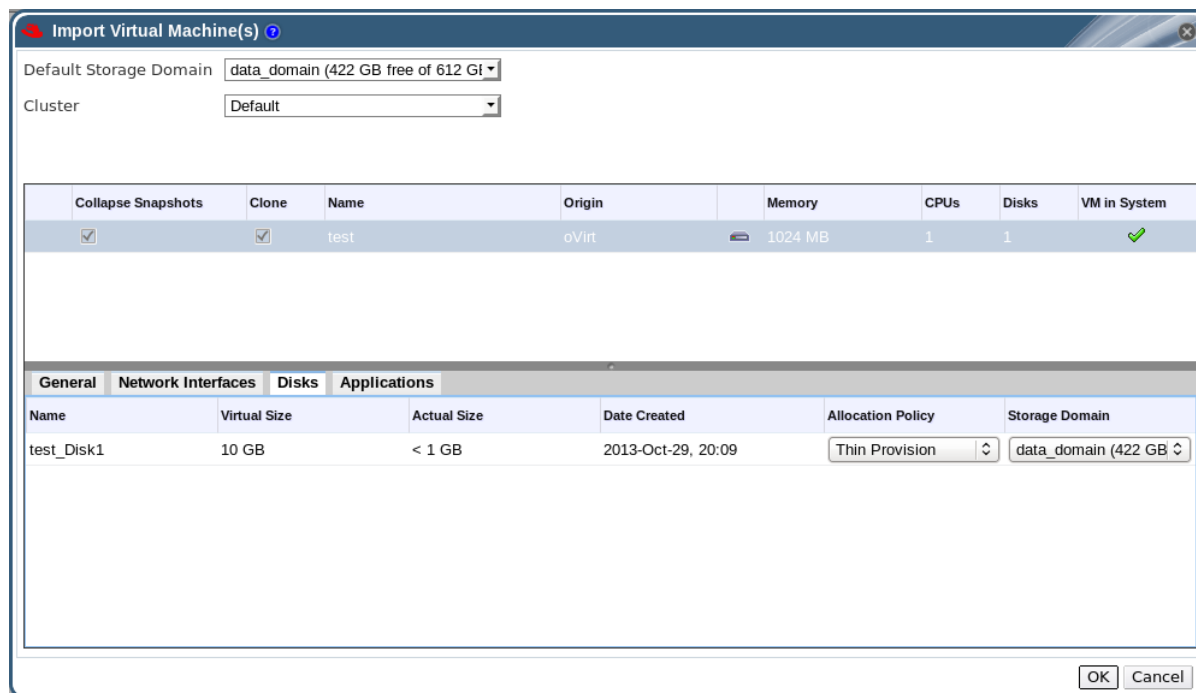 Import Virtual Machine(s) ?
Default Storage Domain data_domain (422 GB free of 612 GB
Cluster Default
Collapse Snapshots Clone Name Origin Memory CPUs Disks VM in System
test oVirt 1024 MB 1 1
General Network Interfaces Disks Applications
Name Virtual Size Actual Size Date Created Allocation Policy Storage Domain
test_Disk1 10 GB < 1 GB 2013-Oct-29, 20:09 Thin Provision data_domain (422 GB
OK Cancel